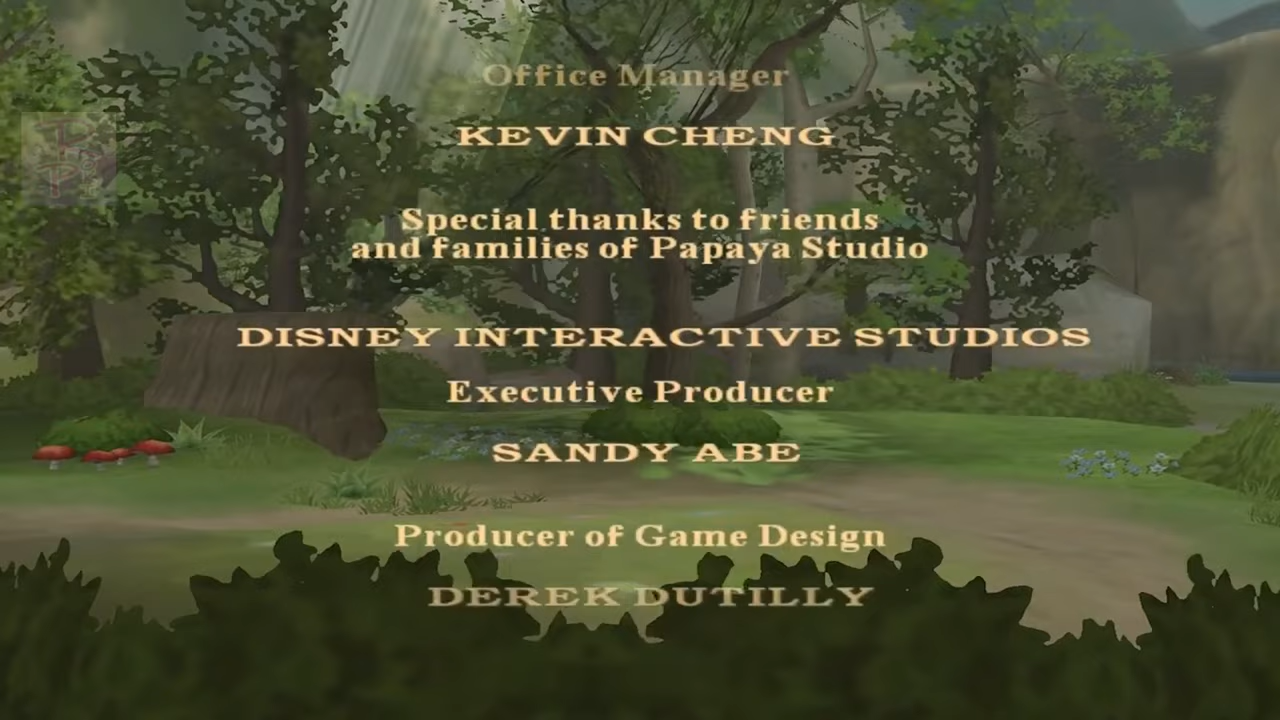 Office Manager
KEVIN CHENG
Special thanks to friends
and families of Papaya Studio
DISNEY INTERACTIVE STUDIOS
Executive Producer
SANDY ABE
Producer of Game Design
DEREK DUTILLY